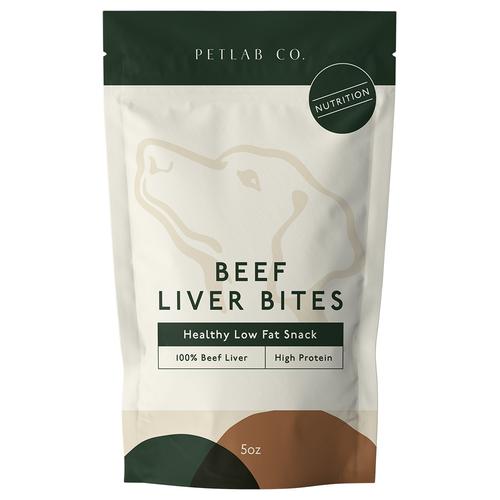 PETLAB CO.
NUTRITION
BEEF
LIVER BITES
Healthy Low Fat Snack
100% Beef Liver
High Protein
5oz